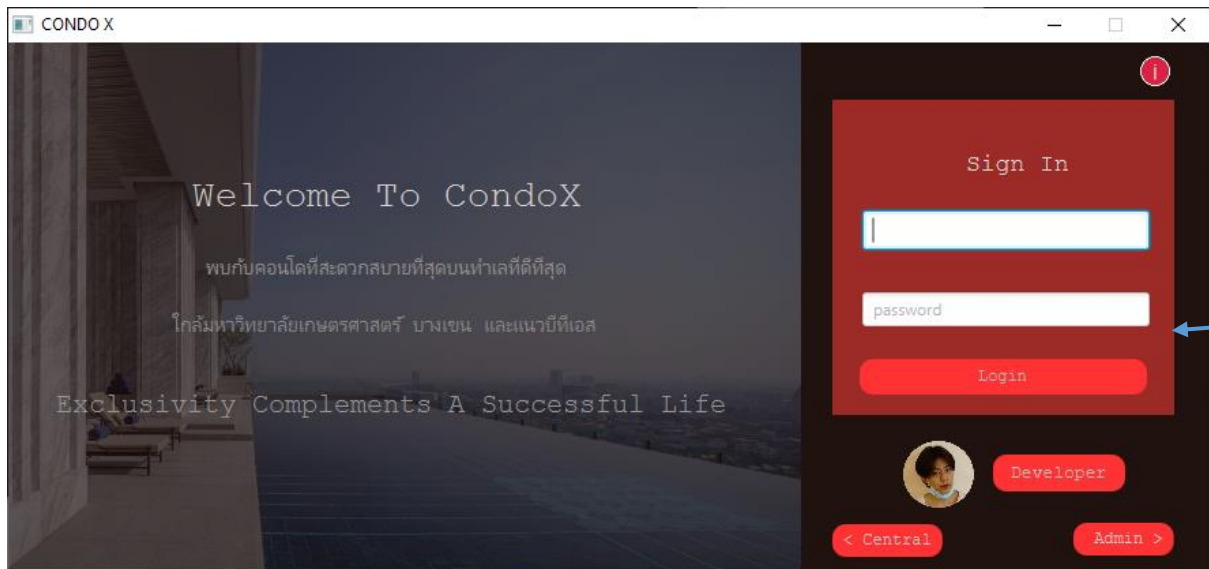 CONDO X
i
Sign In
Welcome To CondoX
พบกับคอนโดที่สะดวกสบายที่สุดบนทำเลที่ดีที่สุด
password
ใกล้มหาวิทยาลัยเกษตรศาสตร์ บางเขน และแนวบีทีเอส
Login
Exclusivity Complements A Successful Life
Developer
< Central
Admin >